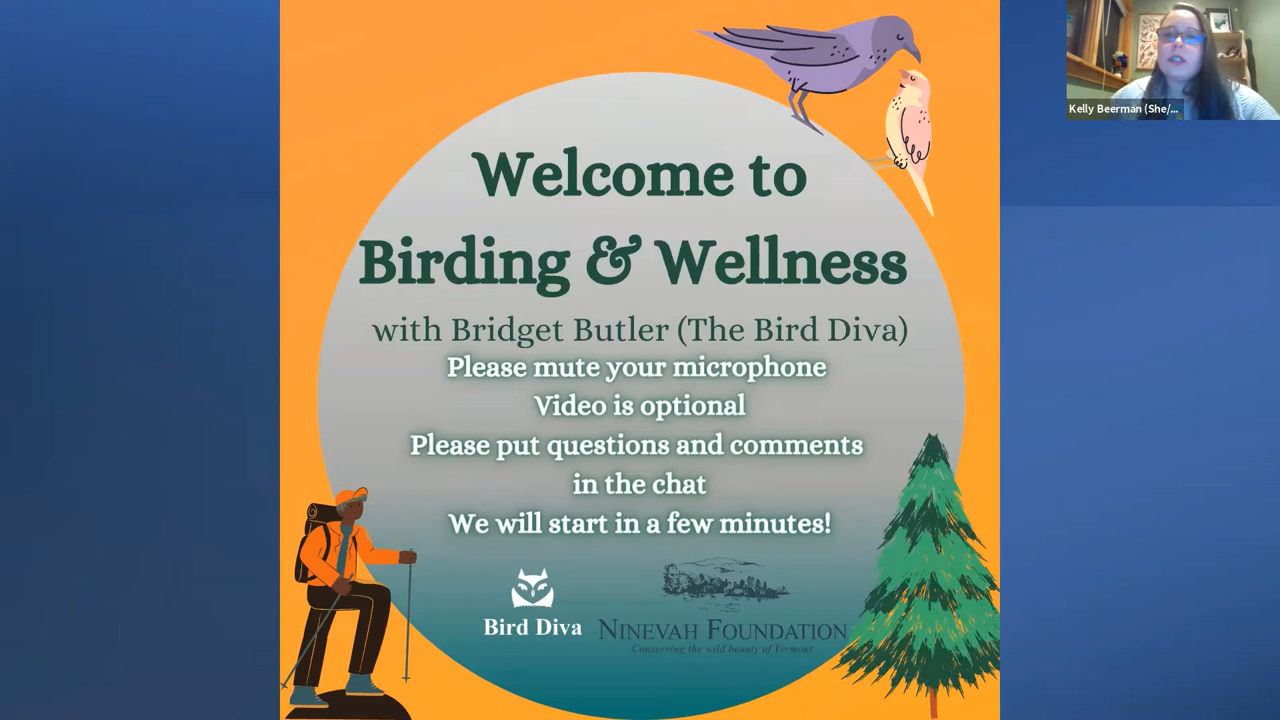 Welcome to
Birding & Wellness
with Bridget Butler (The Bird Diva)
Please mute your microphone
Video is optional
Please put questions and comments
in the chat
We will start in a few minutes!
Bird Diva
NINEVAH FOUNDATION
Conserving the wild beauty of Vermont
Kelly Beerman (She/...